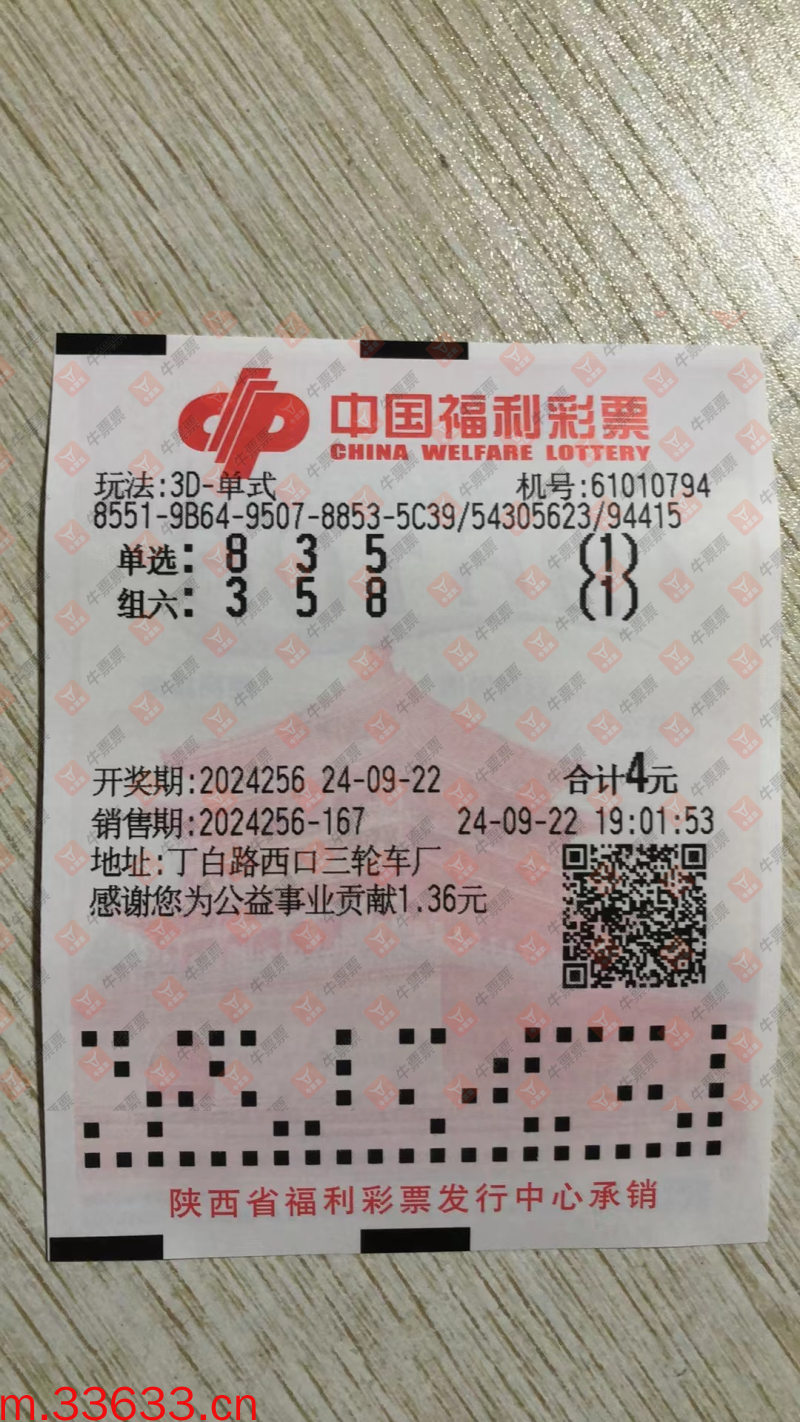 中国福利彩票
CHINA WELFARE LOTTERY
玩法:3D-单式 机号:61010794
8551-9B64-9507-8853-5C39/54305623/94415
单选: 8 3 5 (1)
组六: 3 5 8 (1)
开奖期:2024256 24-09-22 合计4元
销售期:2024256-167 24-09-22 19:01:53
地址:丁白路西口三轮车厂
感谢您为公益事业贡献1.36元
陕西省福利彩票发行中心承销
牛票票
m.33633.cn